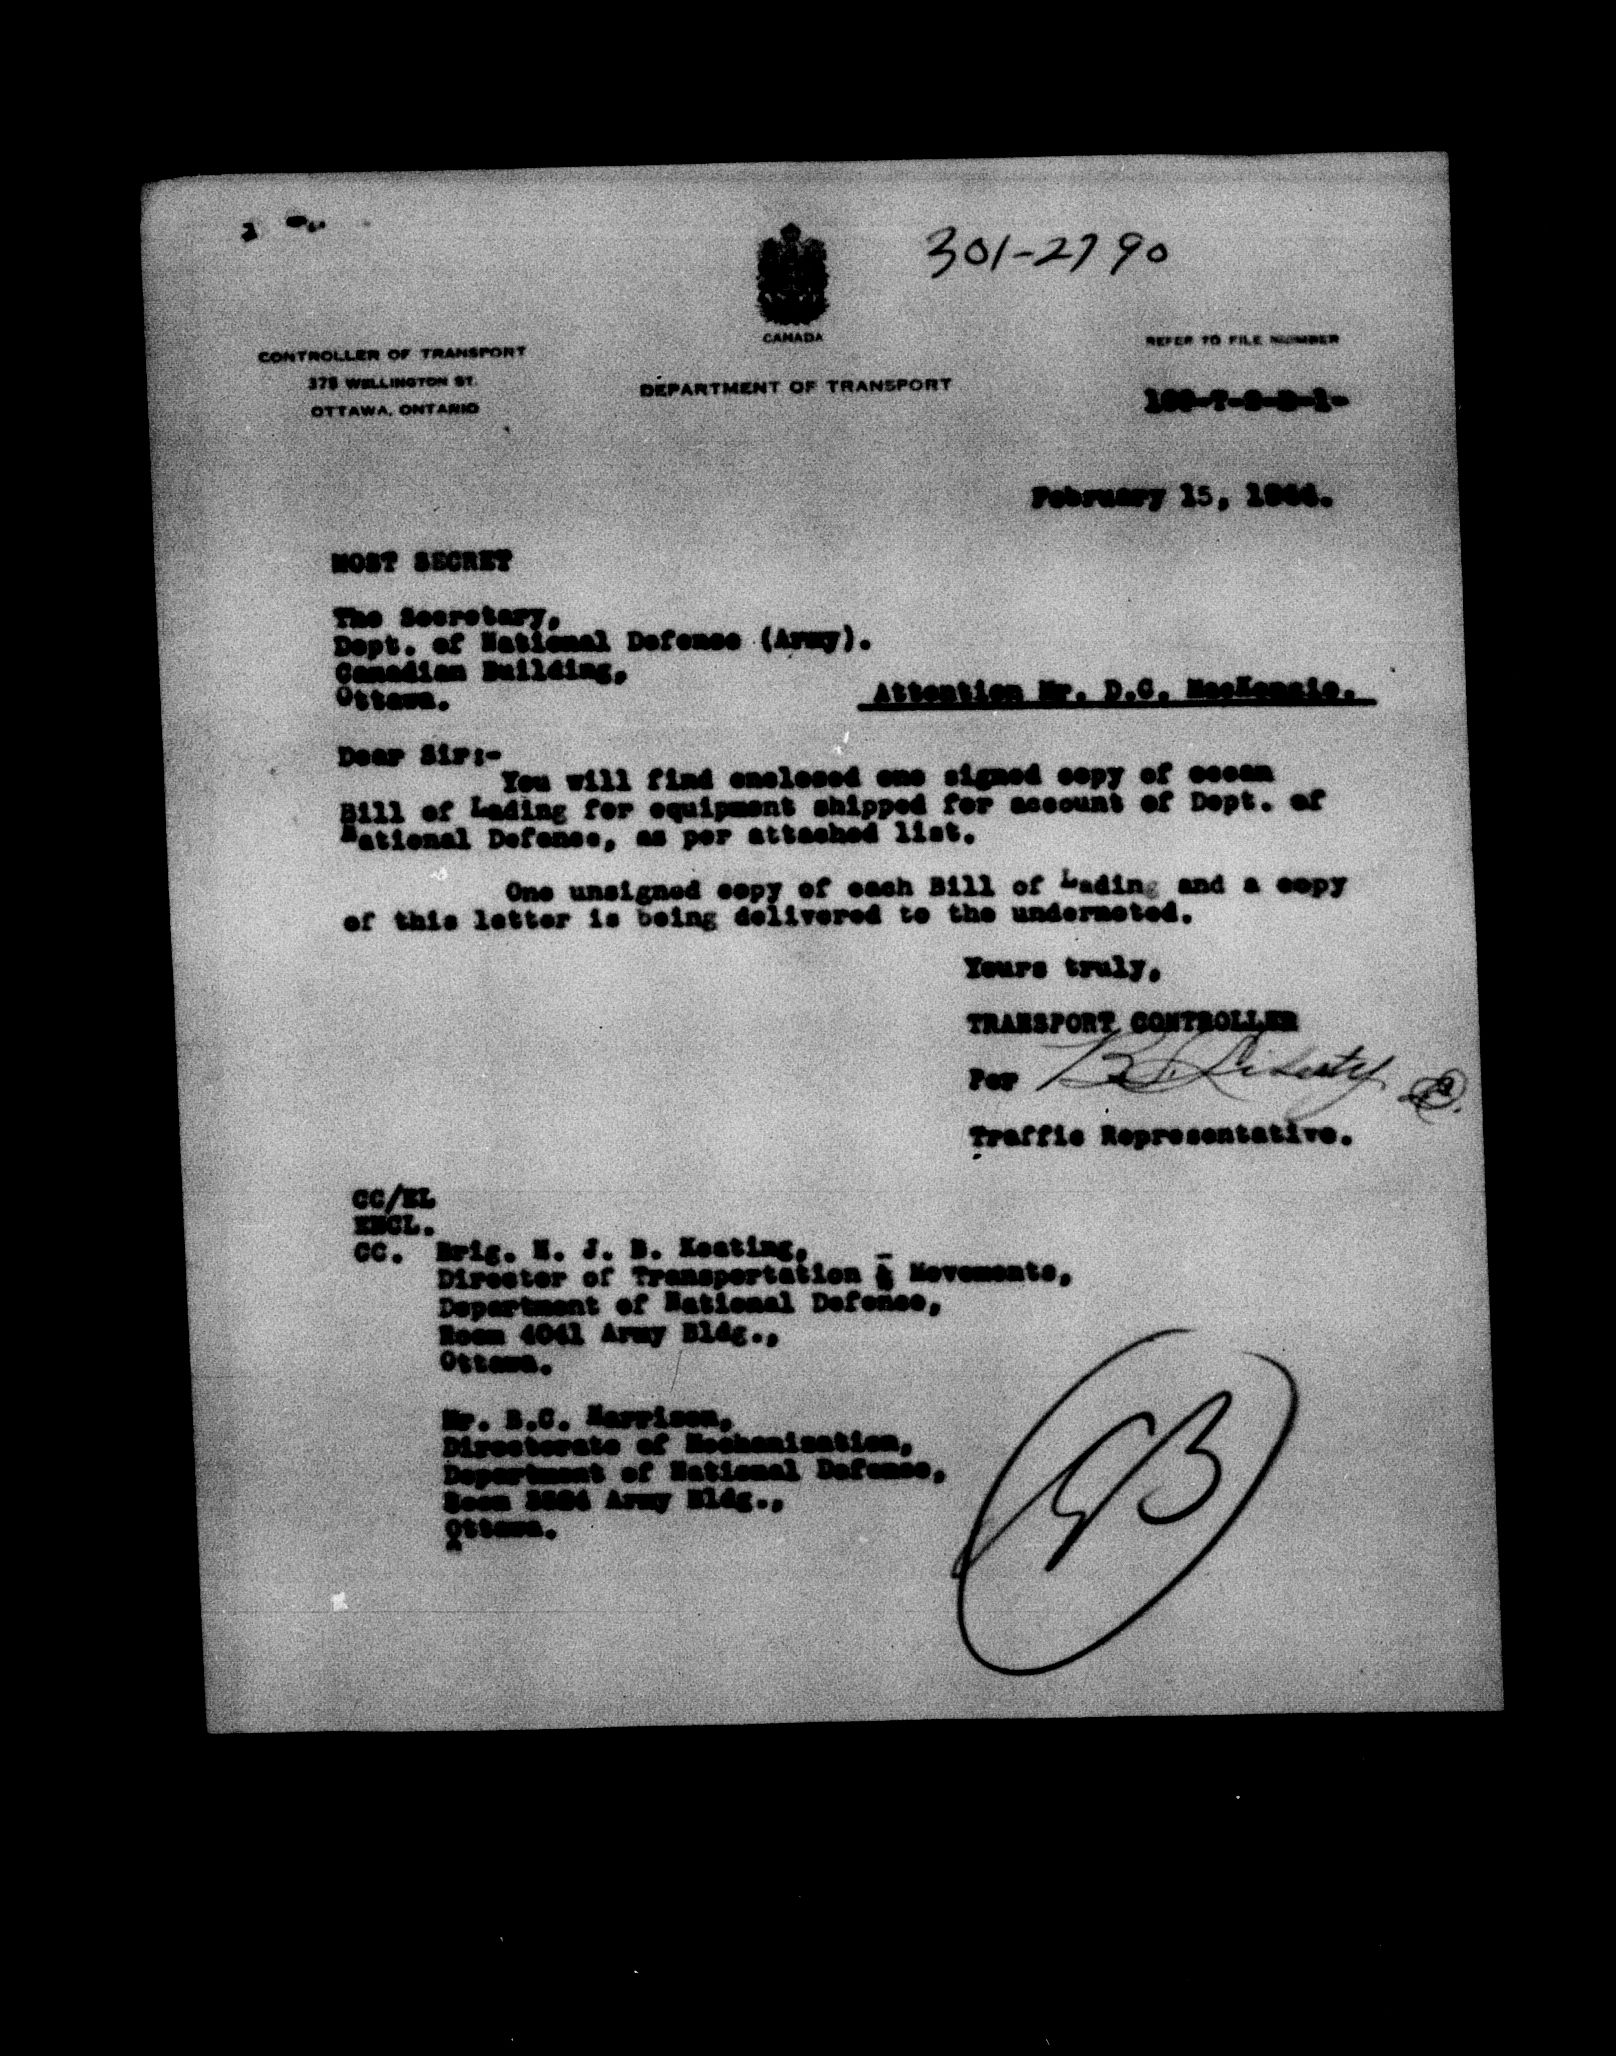 301-2790
CANADA
CONTROLLER OF TRANSPORT
375 WELLINGTON ST.
OTTAWA, ONTARIO
DEPARTMENT OF TRANSPORT
REFER TO FILE NUMBER
February 15, 1944.
MOST SECRET
The Secretary,
Dept. of National Defense (Army).
Canadian Building,
Ottawa.
Attention Mr. D.C. MacKenzie.
Dear Sir:-
You will find enclosed one signed copy of ocean
Bill of Lading for equipment shipped for account of Dept. of
National Defense, as per attached list.
One unsigned copy of each Bill of Lading and a copy
of this letter is being delivered to the undernoted.
Yours truly,
TRANSPORT CONTROLLER
Per
Traffic Representative.
CC/EL
ENCL.
CC. Brig. H. J. B. Keating,
Director of Transportation & Movements,
Department of National Defense,
Room 4041 Army Bldg.,
Ottawa.
Mr. B.C. Harrison,
Directorate of Mechanization,
Department of National Defense,
Room Army Bldg.,
Ottawa.